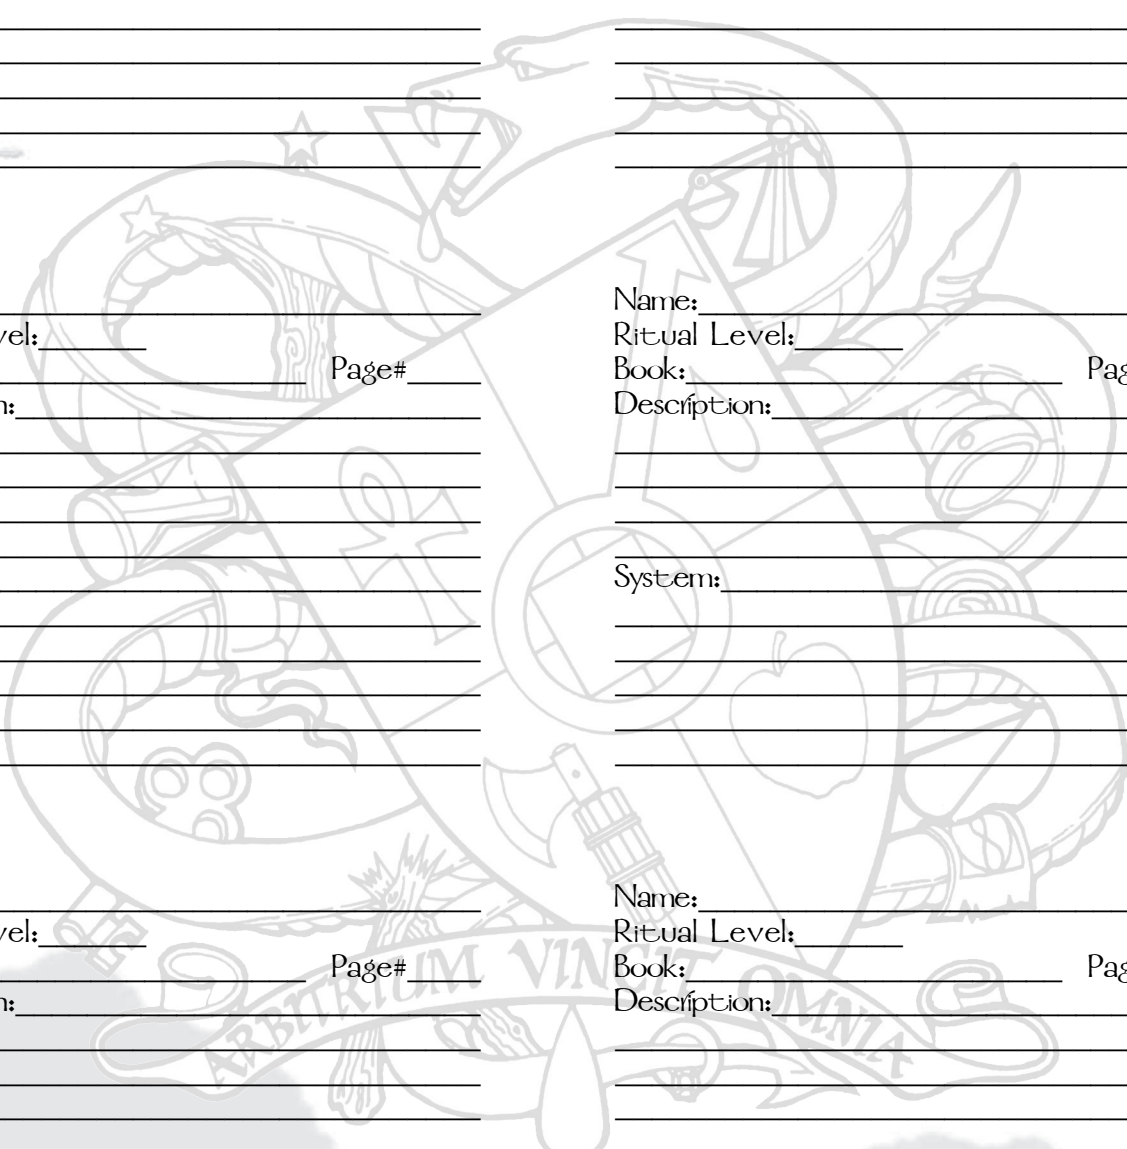 Name:
vel:
Ritual Level:
Page#
Book: Pag
n:
Description:
System:
Name:
vel:
Ritual Level:
Page#
Book: Pag
n:
Description:
ARBITRIUM VINCIT OMNIA